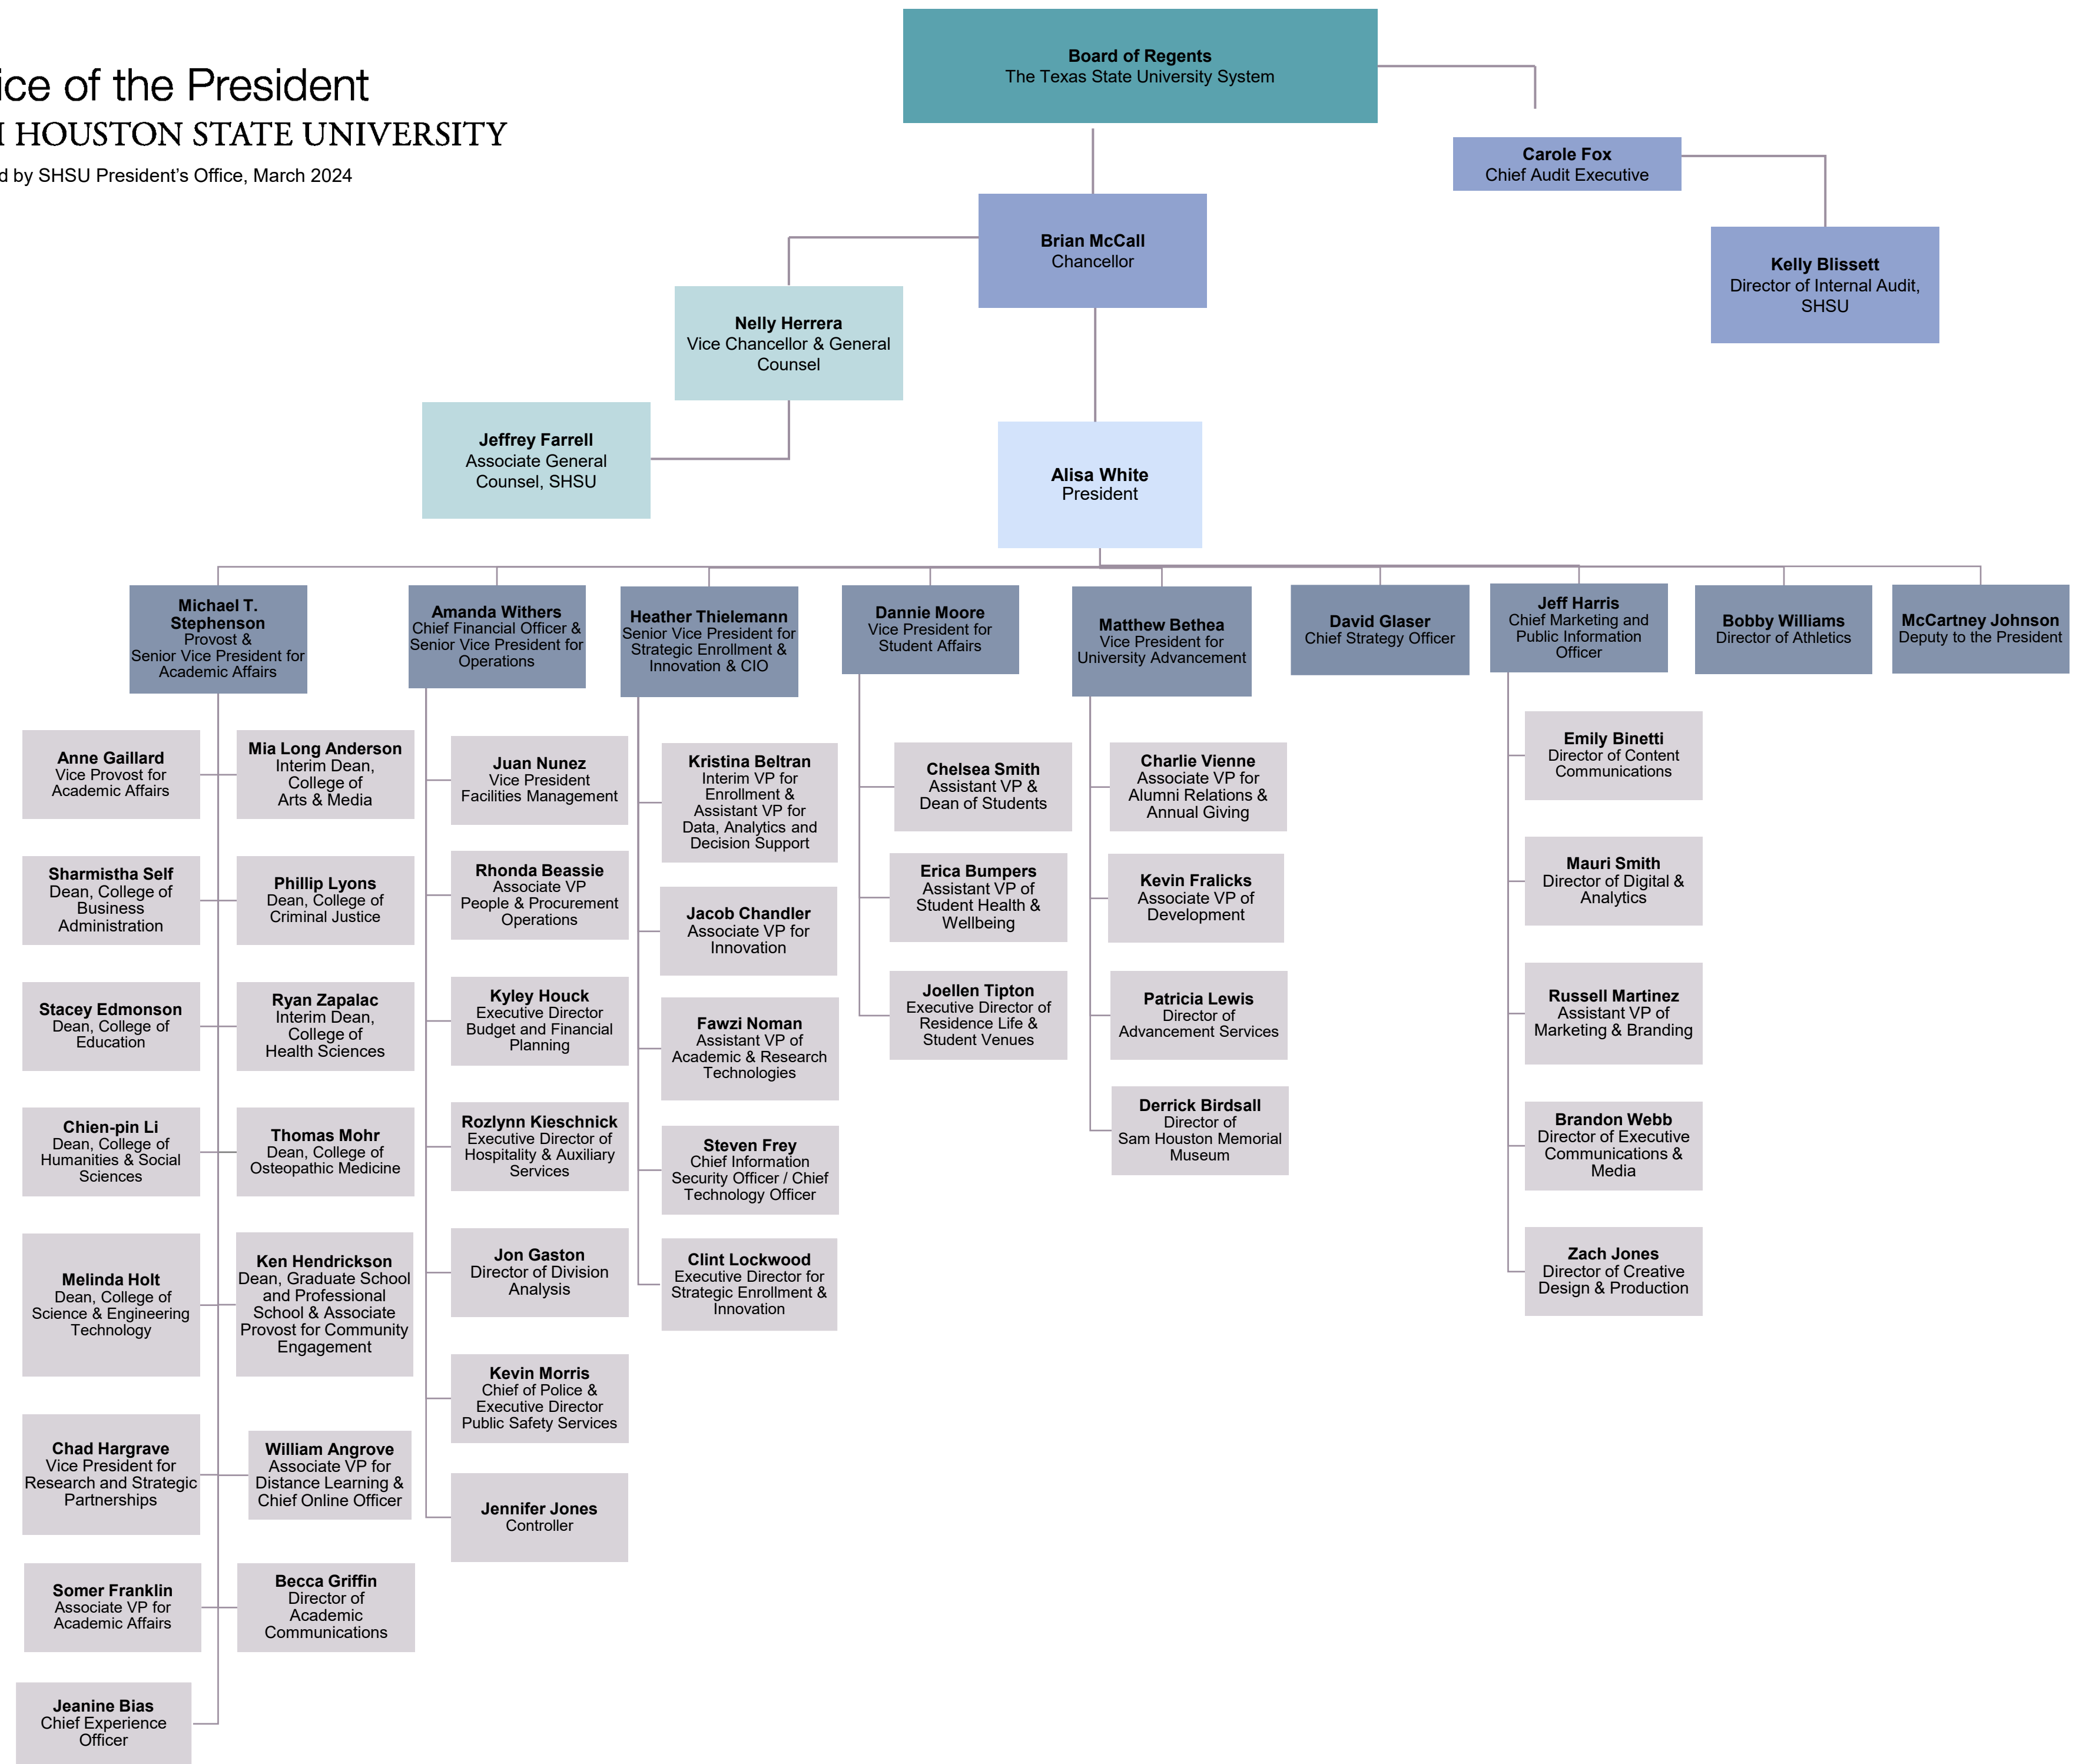 ice of the President
HOUSTON STATE UNIVERSITY
d by SHSU President's Office, March 2024
Board of Regents
The Texas State University System
Carole Fox
Chief Audit Executive
Kelly Blissett
Director of Internal Audit,
SHSU
Brian McCall
Chancellor
Nelly Herrera
Vice Chancellor & General
Counsel
Jeffrey Farrell
Associate General
Counsel, SHSU
Alisa White
President
Michael T.
Stephenson
Provost &
Senior Vice President for
Academic Affairs
Amanda Withers
Chief Financial Officer &
Senior Vice President for
Operations
Heather Thielemann
Senior Vice President for
Strategic Enrollment &
Innovation & CIO
Dannie Moore
Vice President for
Student Affairs
Matthew Bethea
Vice President for
University Advancement
David Glaser
Chief Strategy Officer
Jeff Harris
Chief Marketing and
Public Information
Officer
Bobby Williams
Director of Athletics
McCartney Johnson
Deputy to the President
Anne Gaillard
Vice Provost for
Academic Affairs
Mia Long Anderson
Interim Dean,
College of
Arts & Media
Sharmistha Self
Dean, College of
Business
Administration
Phillip Lyons
Dean, College of
Criminal Justice
Stacey Edmonson
Dean, College of
Education
Ryan Zapalac
Interim Dean,
College of
Health Sciences
Chien-pin Li
Dean, College of
Humanities & Social
Sciences
Thomas Mohr
Dean, College of
Osteopathic Medicine
Melinda Holt
Dean, College of
Science & Engineering
Technology
Ken Hendrickson
Dean, Graduate School
and Professional
School & Associate
Provost for Community
Engagement
Chad Hargrave
Vice President for
Research and Strategic
Partnerships
William Angrove
Associate VP for
Distance Learning &
Chief Online Officer
Somer Franklin
Associate VP for
Academic Affairs
Becca Griffin
Director of
Academic
Communications
Jeanine Bias
Chief Experience
Officer
Juan Nunez
Vice President
Facilities Management
Rhonda Beassie
Associate VP
People & Procurement
Operations
Kyley Houck
Executive Director
Budget and Financial
Planning
Rozlynn Kieschnick
Executive Director of
Hospitality & Auxiliary
Services
Jon Gaston
Director of Division
Analysis
Kevin Morris
Chief of Police &
Executive Director
Public Safety Services
Jennifer Jones
Controller
Kristina Beltran
Interim VP for
Enrollment &
Assistant VP for
Data, Analytics and
Decision Support
Jacob Chandler
Associate VP for
Innovation
Fawzi Noman
Assistant VP of
Academic & Research
Technologies
Steven Frey
Chief Information
Security Officer / Chief
Technology Officer
Clint Lockwood
Executive Director for
Strategic Enrollment &
Innovation
Chelsea Smith
Assistant VP &
Dean of Students
Erica Bumpers
Assistant VP of
Student Health &
Wellbeing
Joellen Tipton
Executive Director of
Residence Life &
Student Venues
Charlie Vienne
Associate VP for
Alumni Relations &
Annual Giving
Kevin Fralicks
Associate VP of
Development
Patricia Lewis
Director of
Advancement Services
Derrick Birdsall
Director of
Sam Houston Memorial
Museum
Emily Binetti
Director of Content
Communications
Mauri Smith
Director of Digital &
Analytics
Russell Martinez
Assistant VP of
Marketing & Branding
Brandon Webb
Director of Executive
Communications &
Media
Zach Jones
Director of Creative
Design & Production